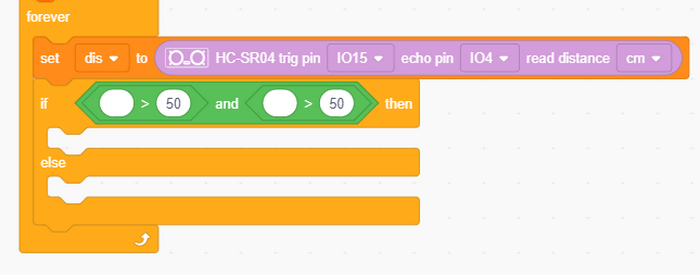 forever
set dis to HC-SR04 trig pin IO15 echo pin IO4 read distance cm
if > 50 and > 50 then
else